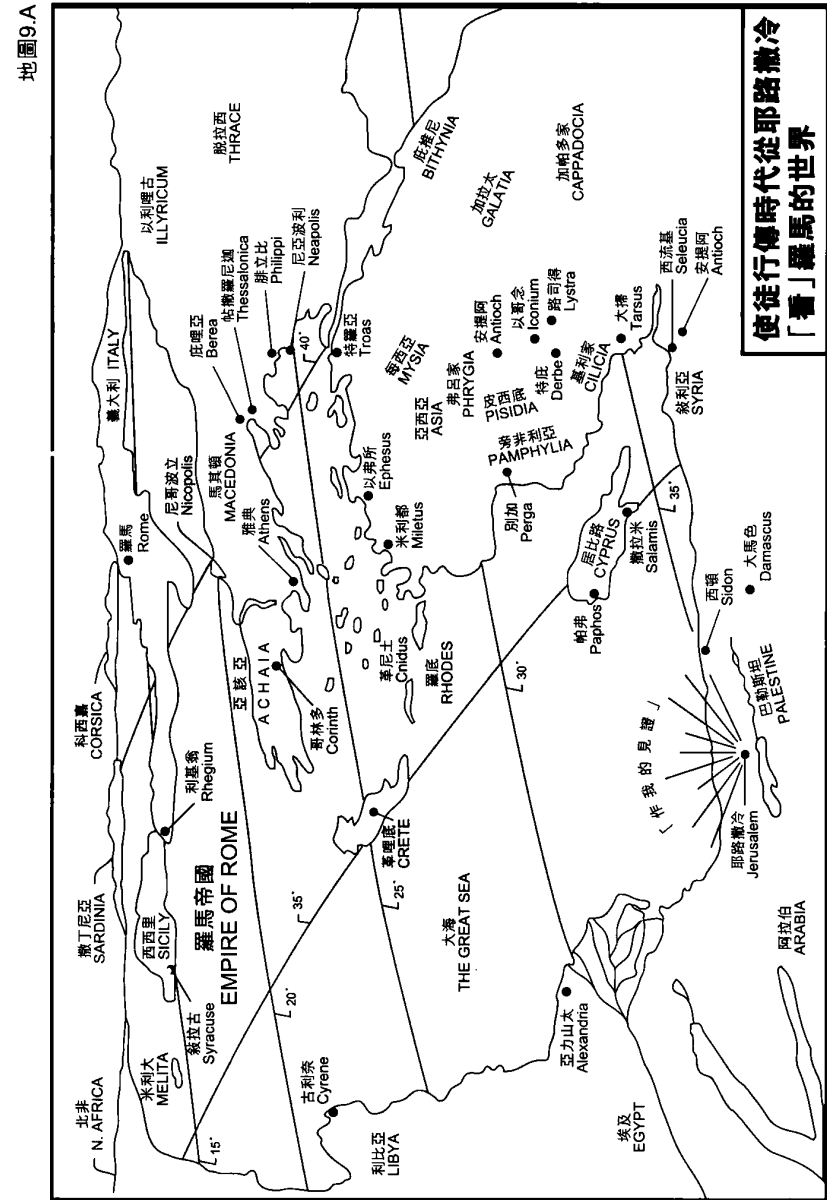 地圖9.A
北非
N. AFRICA
撒丁尼亞
SARDINIA
科西嘉
CORSICA
義大利 ITALY
以利哩古
ILLYRICUM
脫拉西
THRACE
米利大
MELITA
西西里
SICILY
利基翁
Rhegium
羅馬
Rome
尼哥波立
Nicopolis
敍拉古
Syracuse
羅馬帝國
EMPIRE OF ROME
庇哩亞
Berea
帖撒羅尼迦
Thessalonica
腓立比
Philippi
尼亞波利
Neapolis
馬其頓
MACEDONIA
雅典
Athens
亞該亞
ACHAIA
哥林多
Corinth
15°
20°
35°
40°
古利奈
Cyrene
利比亞
LIBYA
革哩底
CRETE
25°
革尼土
Cnidus
羅底
RHODES
米利都
Miletus
以弗所
Ephesus
特羅亞
Troas
每西亞
MYSIA
亞西亞
ASIA
弗呂家
PHRYGIA
庇推尼
BITHYNIA
加拉太
GALATIA
加帕多家
CAPPADOCIA
大海
THE GREAT SEA
30°
別加
Perga
旁非利亞
PAMPHYLIA
彼西底
PISIDIA
安提阿
Antioch
以哥念
Iconium
路司得
Lystra
特庇
Derbe
基利家
CILICIA
大掃
Tarsus
亞力山太
Alexandria
帕弗
Paphos
居比路
CYPRUS
撒拉米
Salamis
35°
敍利亞
SYRIA
西流基
Seleucia
安提阿
Antioch
埃及
EGYPT
「作我的見證」
耶路撒冷
Jerusalem
西頓
Sidon
大馬色
Damascus
巴勒斯坦
PALESTINE
阿拉伯
ARABIA
使徒行傳時代從耶路撒冷
「看」羅馬的世界